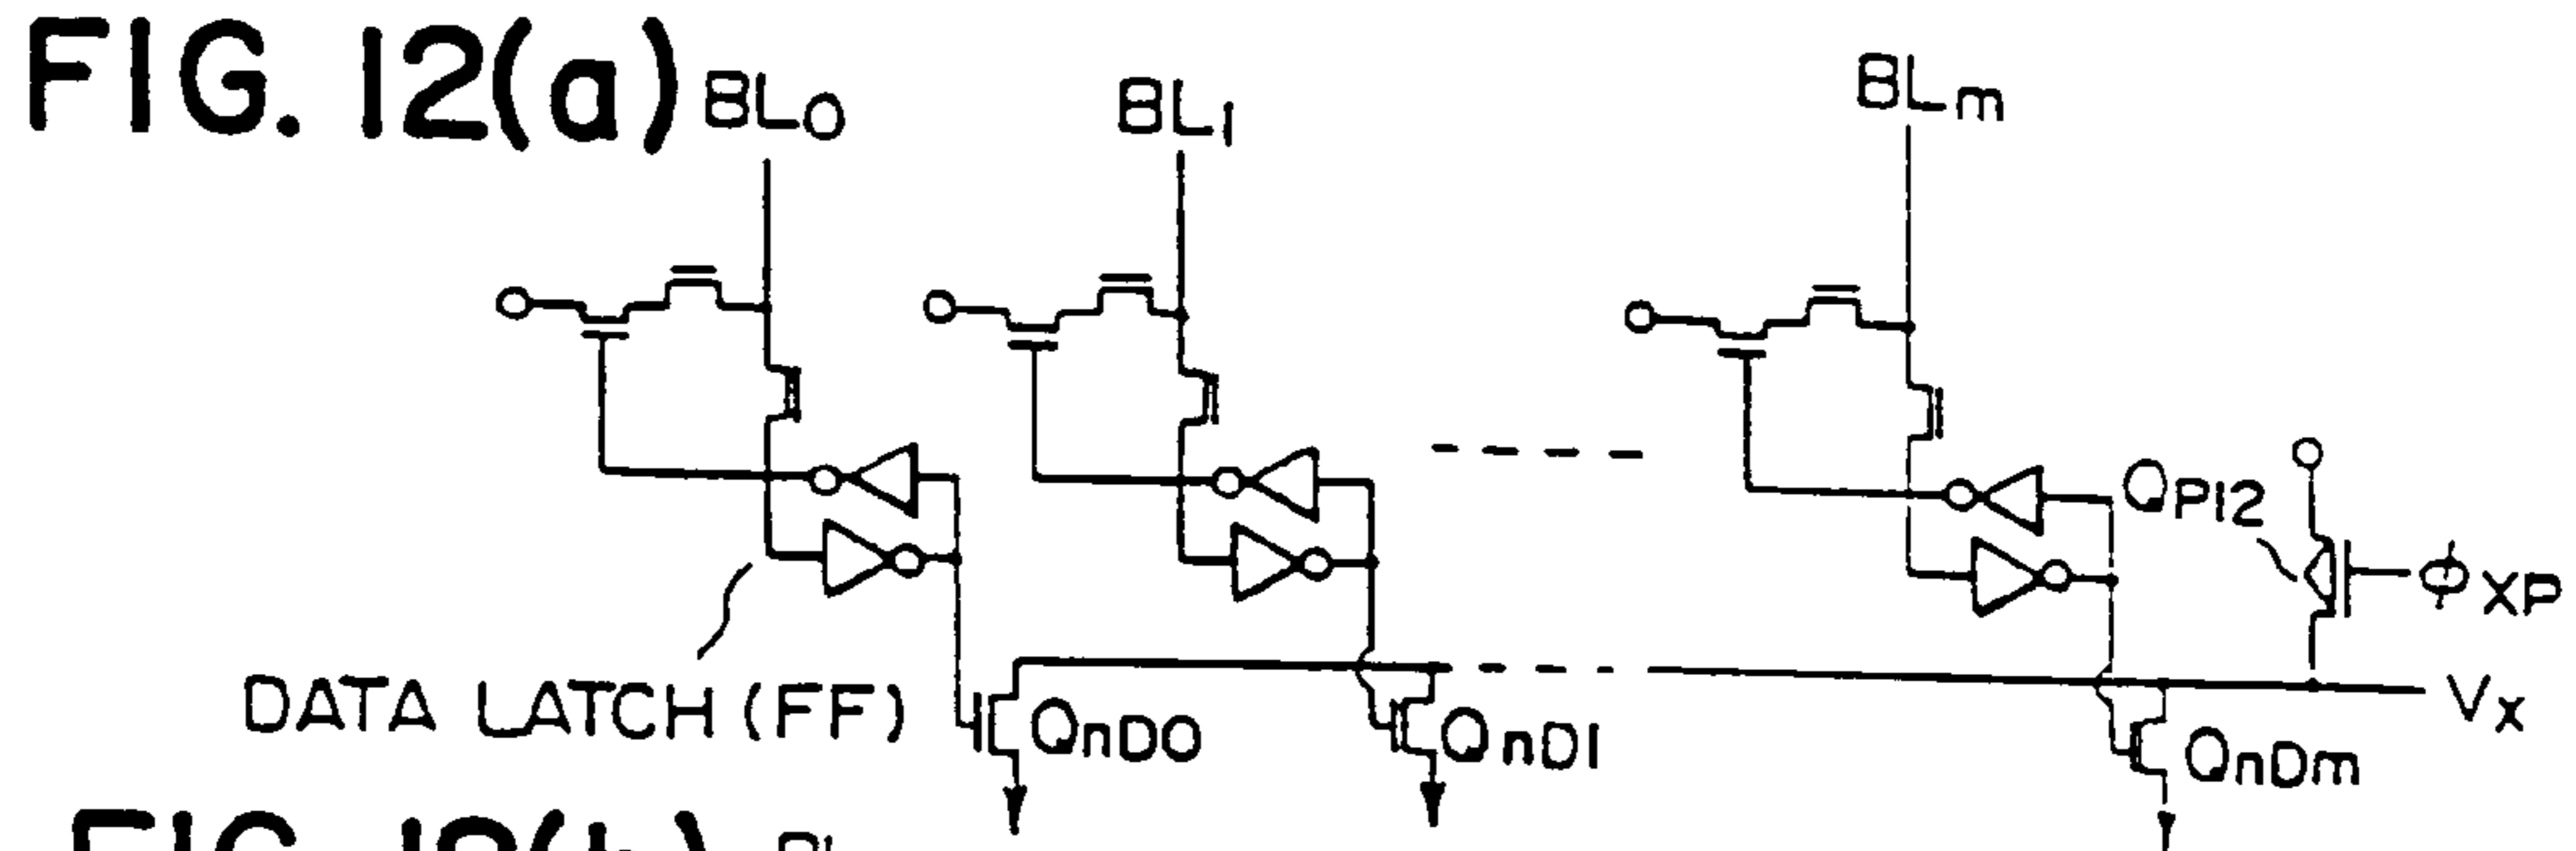 FIG. 12(a)
BL0
BL1
BLm
QP12
φXP
DATA LATCH (FF)
QnD0
QnD1
QnDm
VX